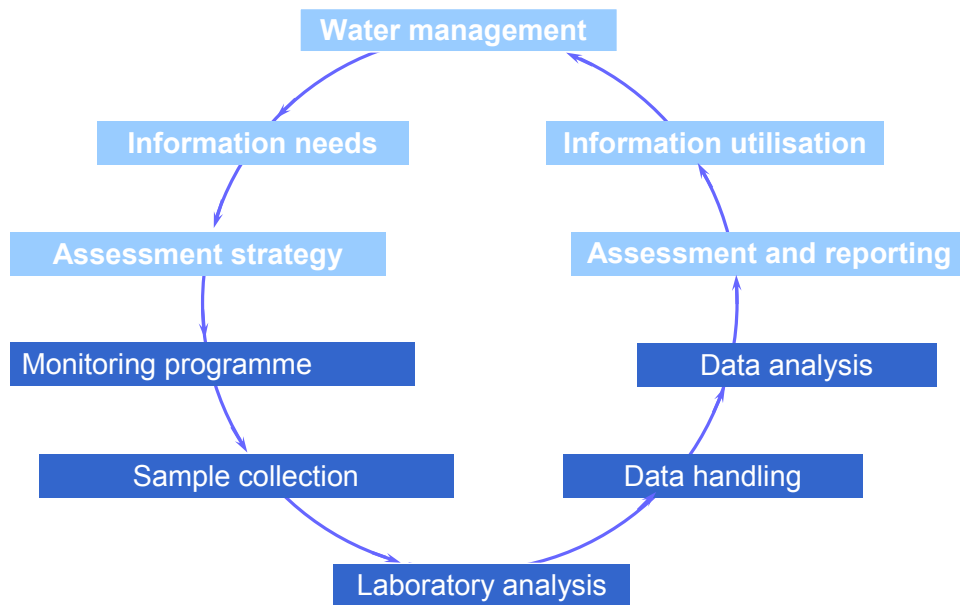 Water management
Information needs
Information utilisation
Assessment strategy
Assessment and reporting
Monitoring programme
Data analysis
Sample collection
Data handling
Laboratory analysis